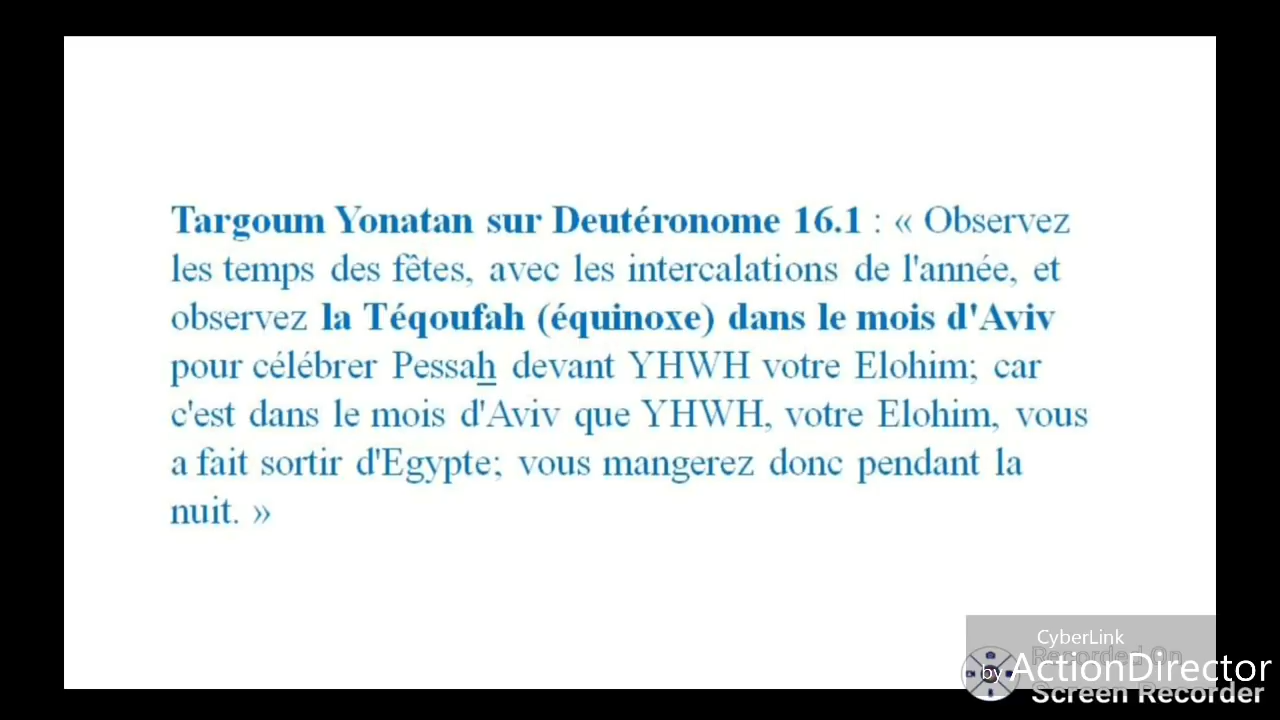 Targoum Yonatan sur Deutéronome 16.1 : « Observez
les temps des fêtes, avec les intercalations de l'année, et
observez la Téqoufah (équinoxe) dans le mois d'Aviv
pour célébrer Pessah devant YHWH votre Elohim; car
c'est dans le mois d'Aviv que YHWH, votre Elohim, vous
a fait sortir d'Egypte; vous mangerez donc pendant la
nuit. »
CyberLink
Recorded On
by ActionDirector
Screen Recorder